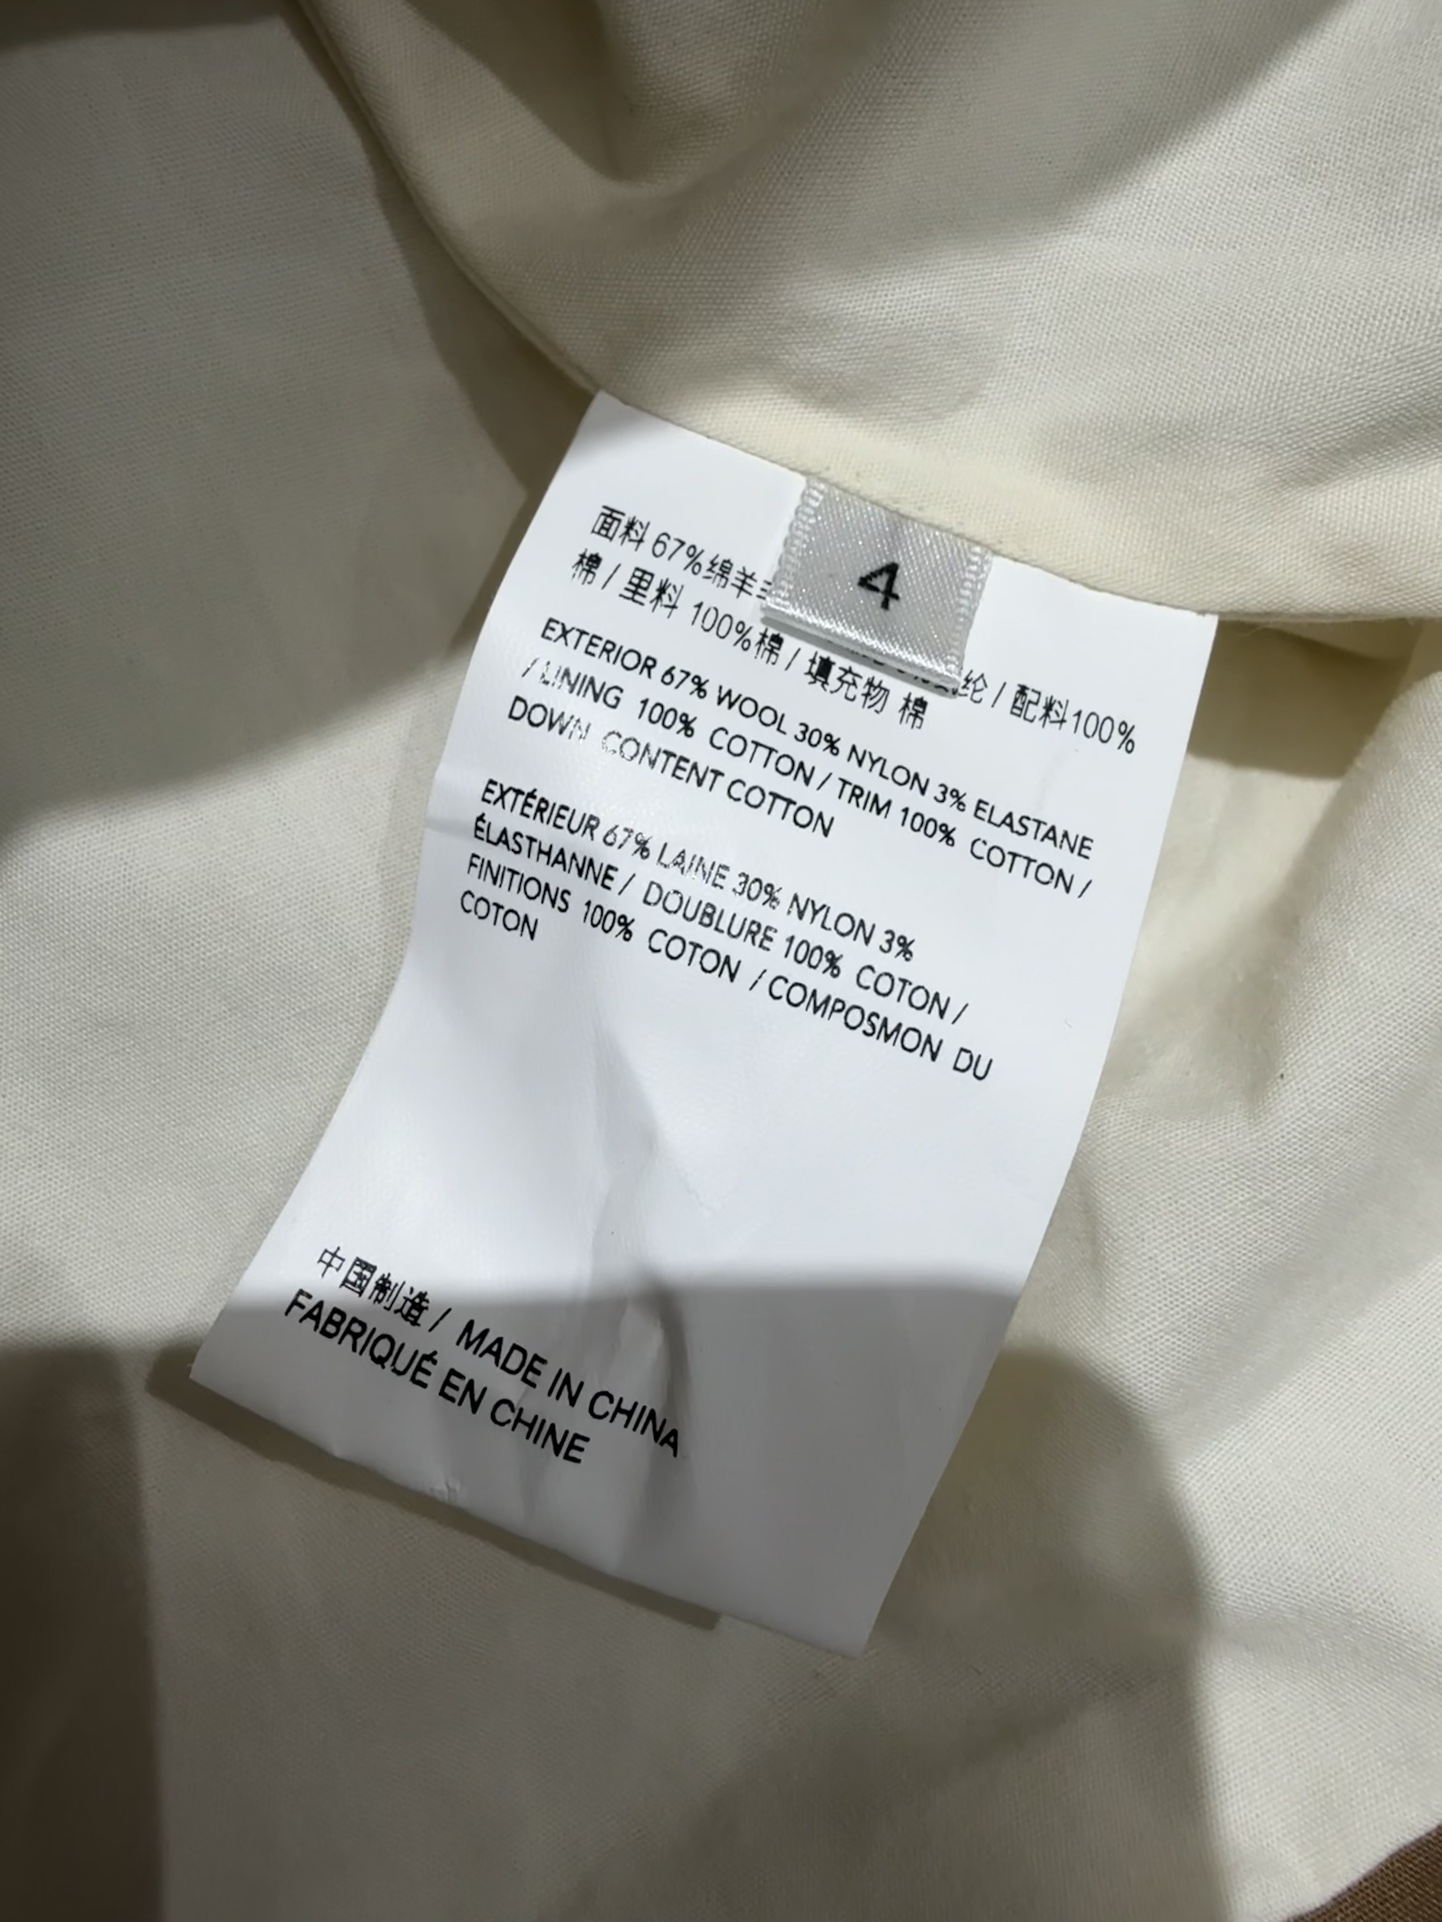 4
面料 67%绵羊
纶 / 配料100%
棉 / 里料 100%棉 / 填充物 棉
EXTERIOR 67% WOOL 30% NYLON 3% ELASTANE
/ LINING 100% COTTON / TRIM 100% COTTON /
DOWN CONTENT COTTON
EXTÉRIEUR 67% LAINE 30% NYLON 3%
ÉLASTHANNE / DOUBLURE 100% COTON /
FINITIONS 100% COTON / COMPOSMON DU
COTON
中国制造 / MADE IN CHINA
FABRIQUÉ EN CHINE